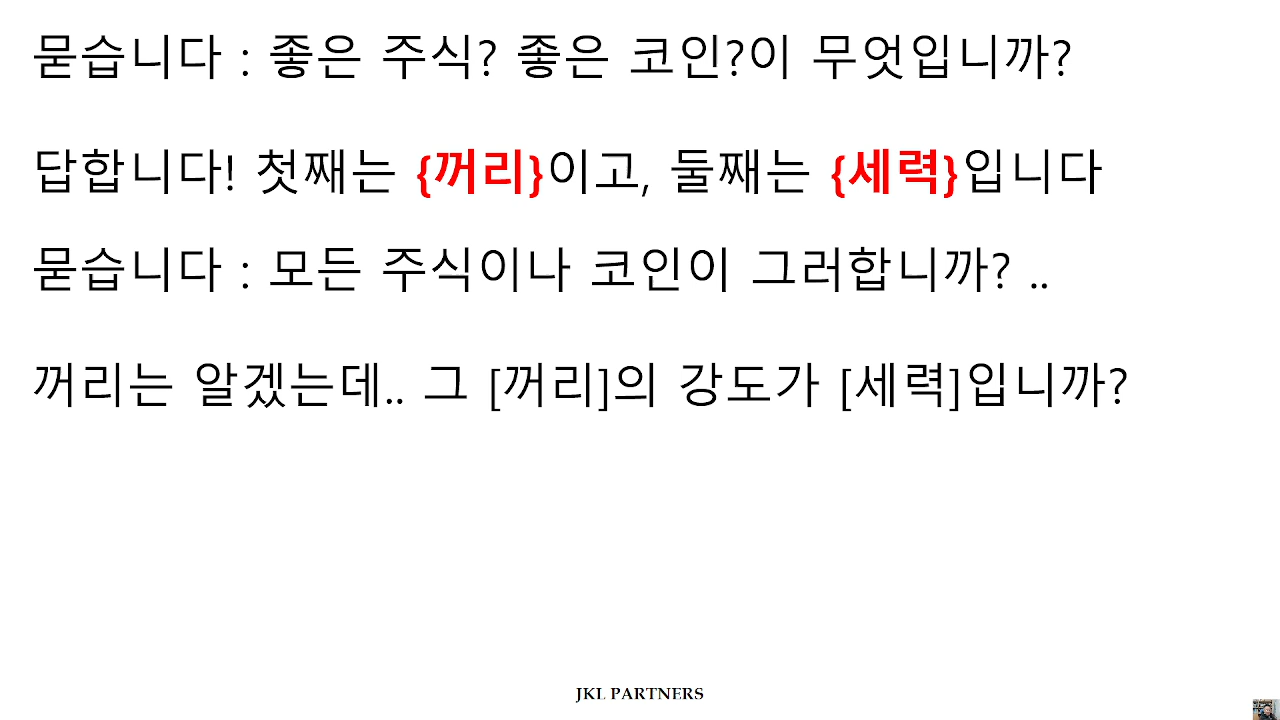 묻습니다 : 좋은 주식? 좋은 코인?이 무엇입니까?
답합니다! 첫째는 {꺼리}이고, 둘째는 {세력}입니다
묻습니다 : 모든 주식이나 코인이 그러합니까? ..
꺼리는 알겠는데.. 그 [꺼리]의 강도가 [세력]입니까?
JKL PARTNERS